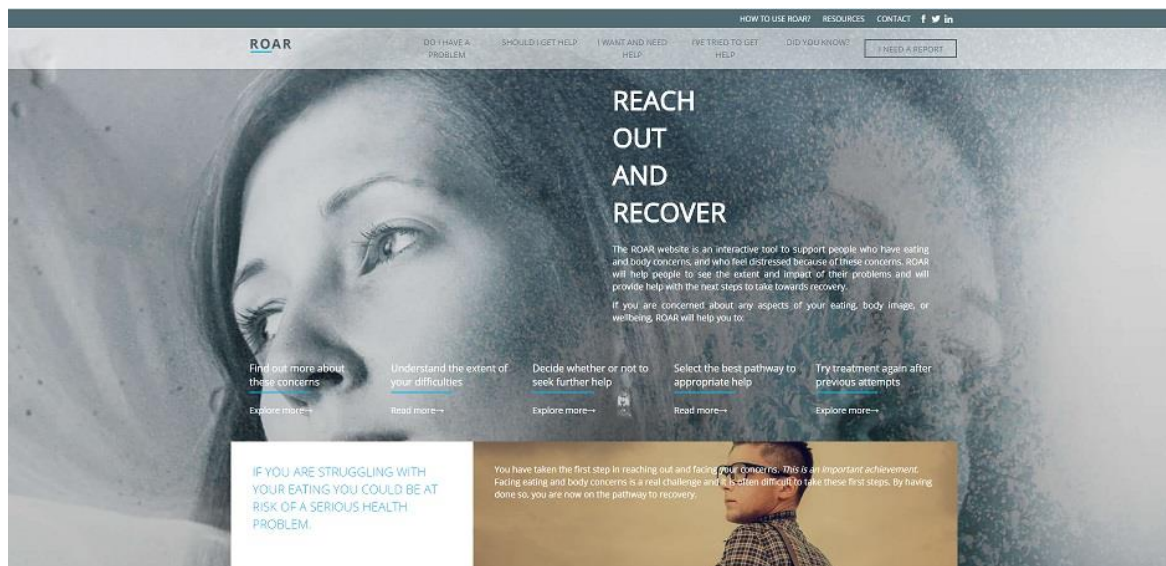 HOW TO USE ROAR? RESOURCES CONTACT
ROAR
DO I HAVE A PROBLEM
SHOULD I GET HELP
I WANT AND NEED HELP
I'VE TRIED TO GET HELP
DID YOU KNOW?
I NEED A REPORT
REACH
OUT
AND
RECOVER
The ROAR website is an interactive tool to support people who have eating
and body concerns, and who feel distressed because of these concerns. ROAR
will help people to see the extent and impact of their problems and will
provide help with the next steps to take towards recovery.
If you are concerned about any aspects of your eating, body image, or
wellbeing, ROAR will help you to:
Find out more about
these concerns
Explore more→
Understand the extent of
your difficulties
Read more→
Decide whether or not to
seek further help
Explore more→
Select the best pathway to
appropriate help
Read more→
Try treatment again after
previous attempts
Explore more→
IF YOU ARE STRUGGLING WITH
YOUR EATING YOU COULD BE AT
RISK OF A SERIOUS HEALTH
PROBLEM.
You have taken the first step in reaching out and facing your concerns. This is an important achievement.
Facing eating and body concerns is a real challenge and it is often difficult to take these first steps. By having
done so, you are now on the pathway to recovery.